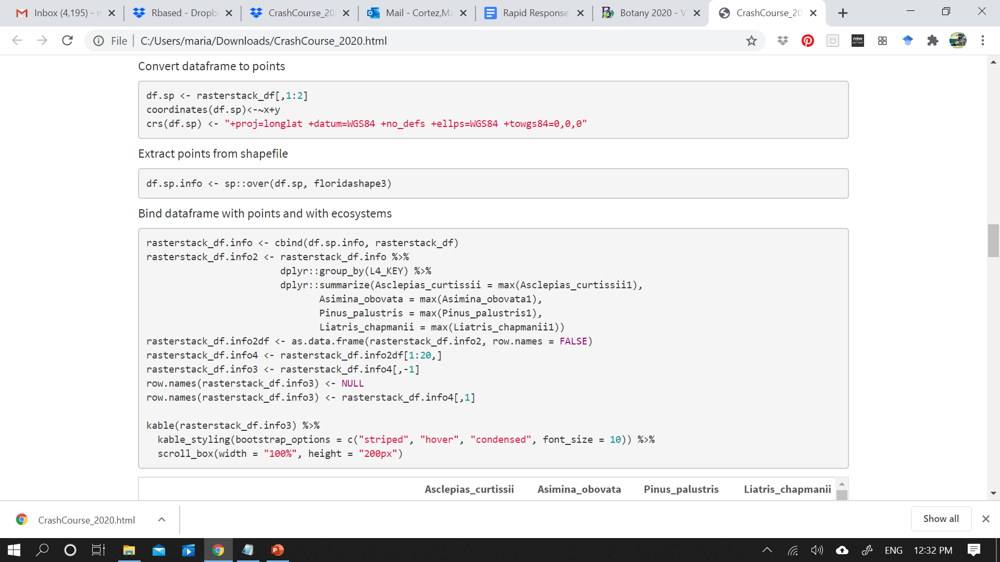 Inbox (4,195) - n
Rbased - Dropb
CrashCourse_20
Mail - Cortez,Ma
Rapid Response
Botany 2020 - V
CrashCourse_20
File
C:/Users/maria/Downloads/CrashCourse_2020.html
now
Convert dataframe to points
df.sp <- rasterstack_df[,1:2]
coordinates(df.sp)<-~x+y
crs(df.sp) <- "+proj=longlat +datum=WGS84 +no_defs +ellps=WGS84 +towgs84=0,0,0"
Extract points from shapefile
df.sp.info <- sp::over(df.sp, floridashape3)
Bind dataframe with points and with ecosystems
rasterstack_df.info <- cbind(df.sp.info, rasterstack_df)
rasterstack_df.info2 <- rasterstack_df.info %>%
dplyr::group_by(L4_KEY) %>%
dplyr::summarize(Asclepias_curtissii = max(Asclepias_curtissii1),
Asimina_obovata = max(Asimina_obovata1),
Pinus_palustris = max(Pinus_palustris1),
Liatris_chapmanii = max(Liatris_chapmanii1))
rasterstack_df.info2df <- as.data.frame(rasterstack_df.info2, row.names = FALSE)
rasterstack_df.info4 <- rasterstack_df.info2df[1:20,]
rasterstack_df.info3 <- rasterstack_df.info4[,-1]
row.names(rasterstack_df.info3) <- NULL
row.names(rasterstack_df.info3) <- rasterstack_df.info4[,1]
kable(rasterstack_df.info3) %>%
kable_styling(bootstrap_options = c("striped", "hover", "condensed", font_size = 10)) %>%
scroll_box(width = "100%", height = "200px")
Asclepias_curtissii Asimina_obovata Pinus_palustris Liatris_chapmanii
CrashCourse_2020.html
Show all
ENG
12:32 PM